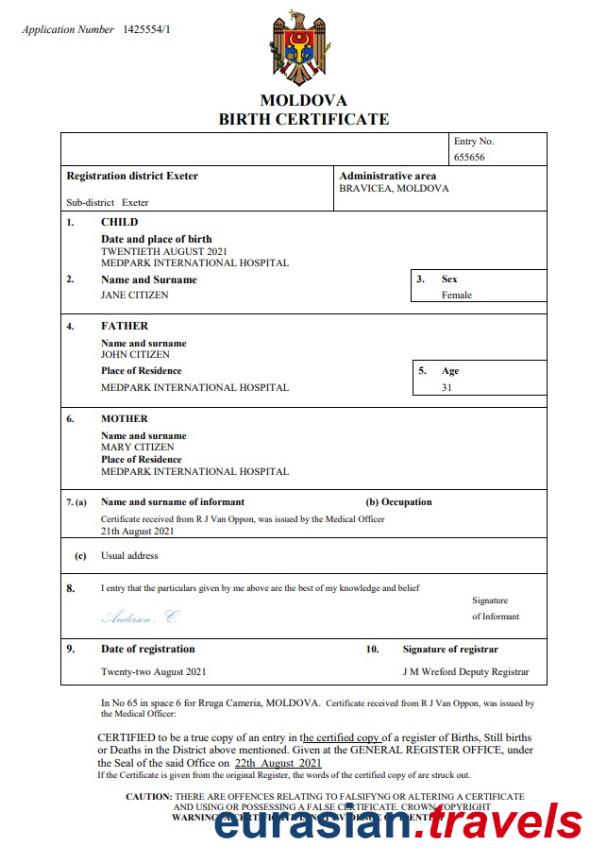 Application Number 1425554/1
MOLDOVA
BIRTH CERTIFICATE
Entry No.
655656
Registration district Exeter
Sub-district Exeter
Administrative area
BRAVICEA, MOLDOVA
1. CHILD
Date and place of birth
TWENTIETH AUGUST 2021
MEDPARK INTERNATIONAL HOSPITAL
2. Name and Surname
JANE CITIZEN
3. Sex
Female
4. FATHER
Name and surname
JOHN CITIZEN
Place of Residence
MEDPARK INTERNATIONAL HOSPITAL
5. Age
31
6. MOTHER
Name and surname
MARY CITIZEN
Place of Residence
MEDPARK INTERNATIONAL HOSPITAL
7. (a) Name and surname of informant (b) Occupation
Certificate received from R J Van Oppon, was issued by the Medical Officer
21th August 2021
(c) Usual address
8. I entry that the particulars given by me above are the best of my knowledge and belief
Anderson, C.
Signature
of Informant
9. Date of registration
Twenty-two August 2021
10. Signature of registrar
J M Wreford Deputy Registrar
In No 65 in space 6 for Rruga Cameria, MOLDOVA. Certificate received from R J Van Oppon, was issued by
the Medical Officer:
CERTIFIED to be a true copy of an entry in the certified copy of a register of Births, Still births
or Deaths in the District above mentioned. Given at the GENERAL REGISTER OFFICE, under
the Seal of the said Office on 22th August 2021
If the Certificate is given from the original Register, the words of the certified copy of are struck out.
CAUTION: THERE ARE OFFENCES RELATING TO FALSIFYNG OR ALTERING A CERTIFICATE
AND USING OR POSSESSING A FALSE CERTIFICATE. CROWN COPYRIGHT
WARNING A CERTIFICATE IS NOT EVIDENCE OF IDENTITY
eurasian.travels